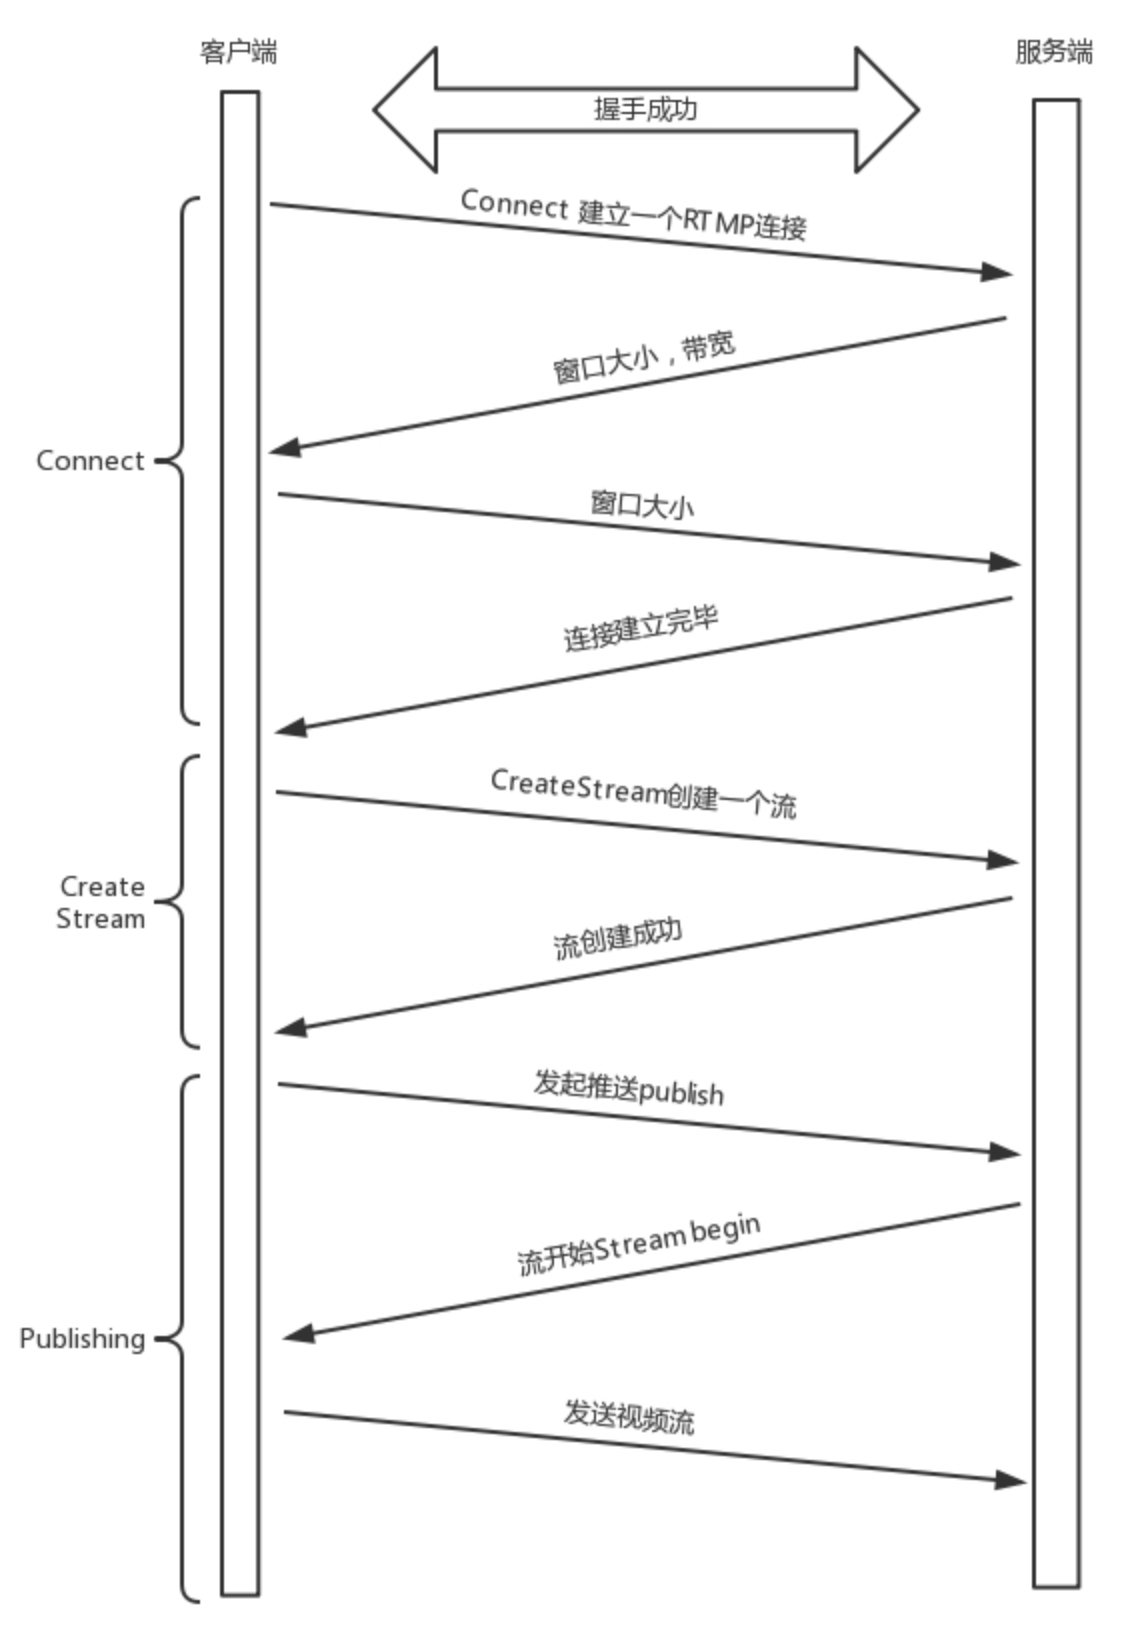 客户端
服务端
握手成功
Connect 建立一个RTMP连接
窗口大小，带宽
Connect
窗口大小
连接建立完毕
CreateStream创建一个流
Create
Stream
流创建成功
发起推送publish
流开始Stream begin
Publishing
发送视频流